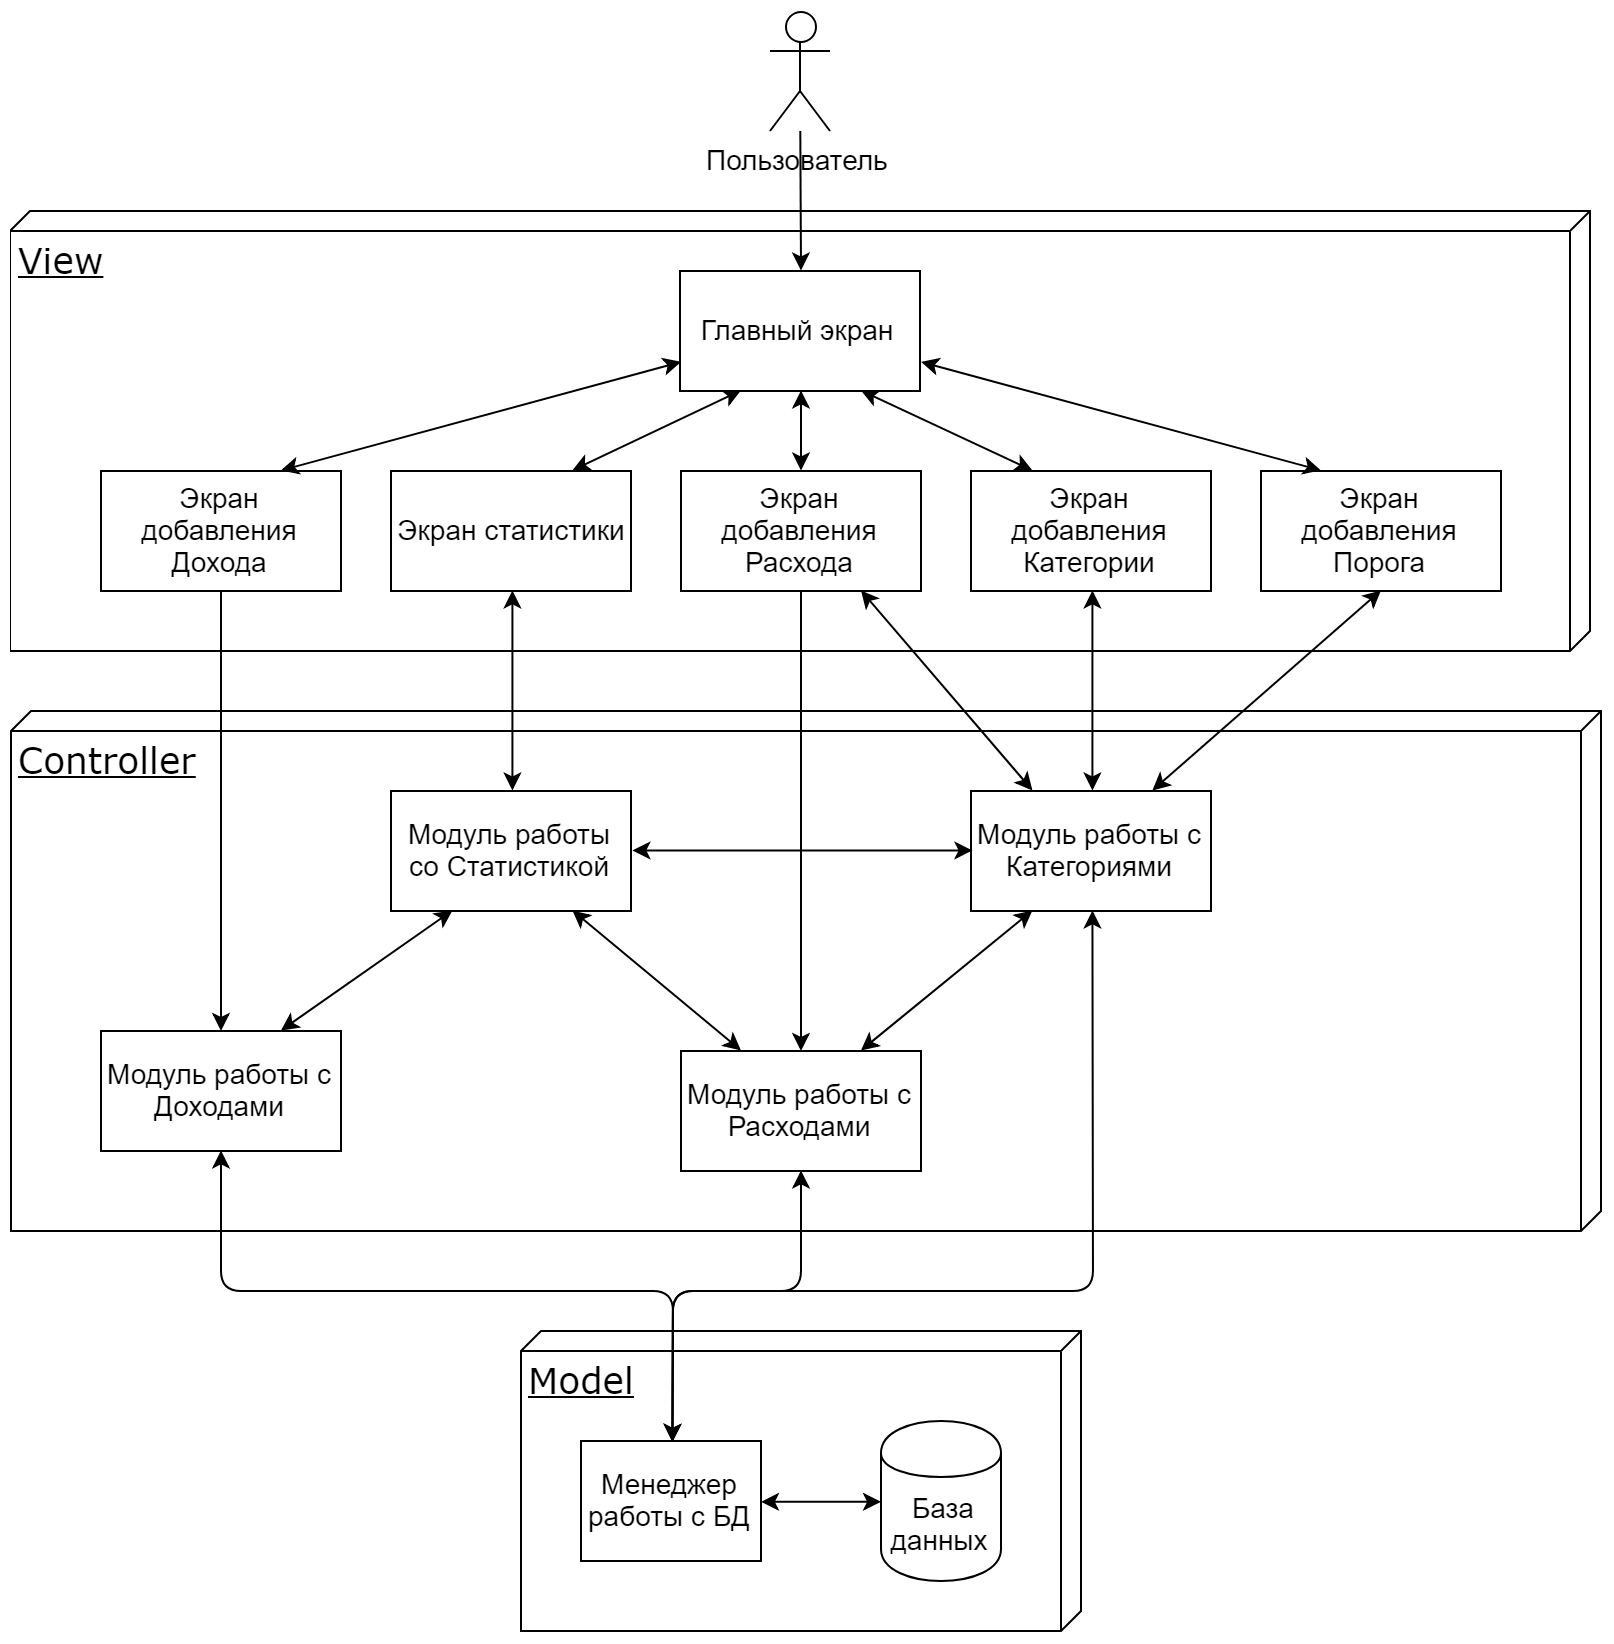 Пользователь
View
Главный экран
Экран
добавления
Дохода
Экран статистики
Экран
добавления
Расхода
Экран
добавления
Категории
Экран
добавления
Порога
Controller
Модуль работы
со Статистикой
Модуль работы с
Категориями
Модуль работы с
Доходами
Модуль работы с
Расходами
Model
Менеджер
работы с БД
База
данных